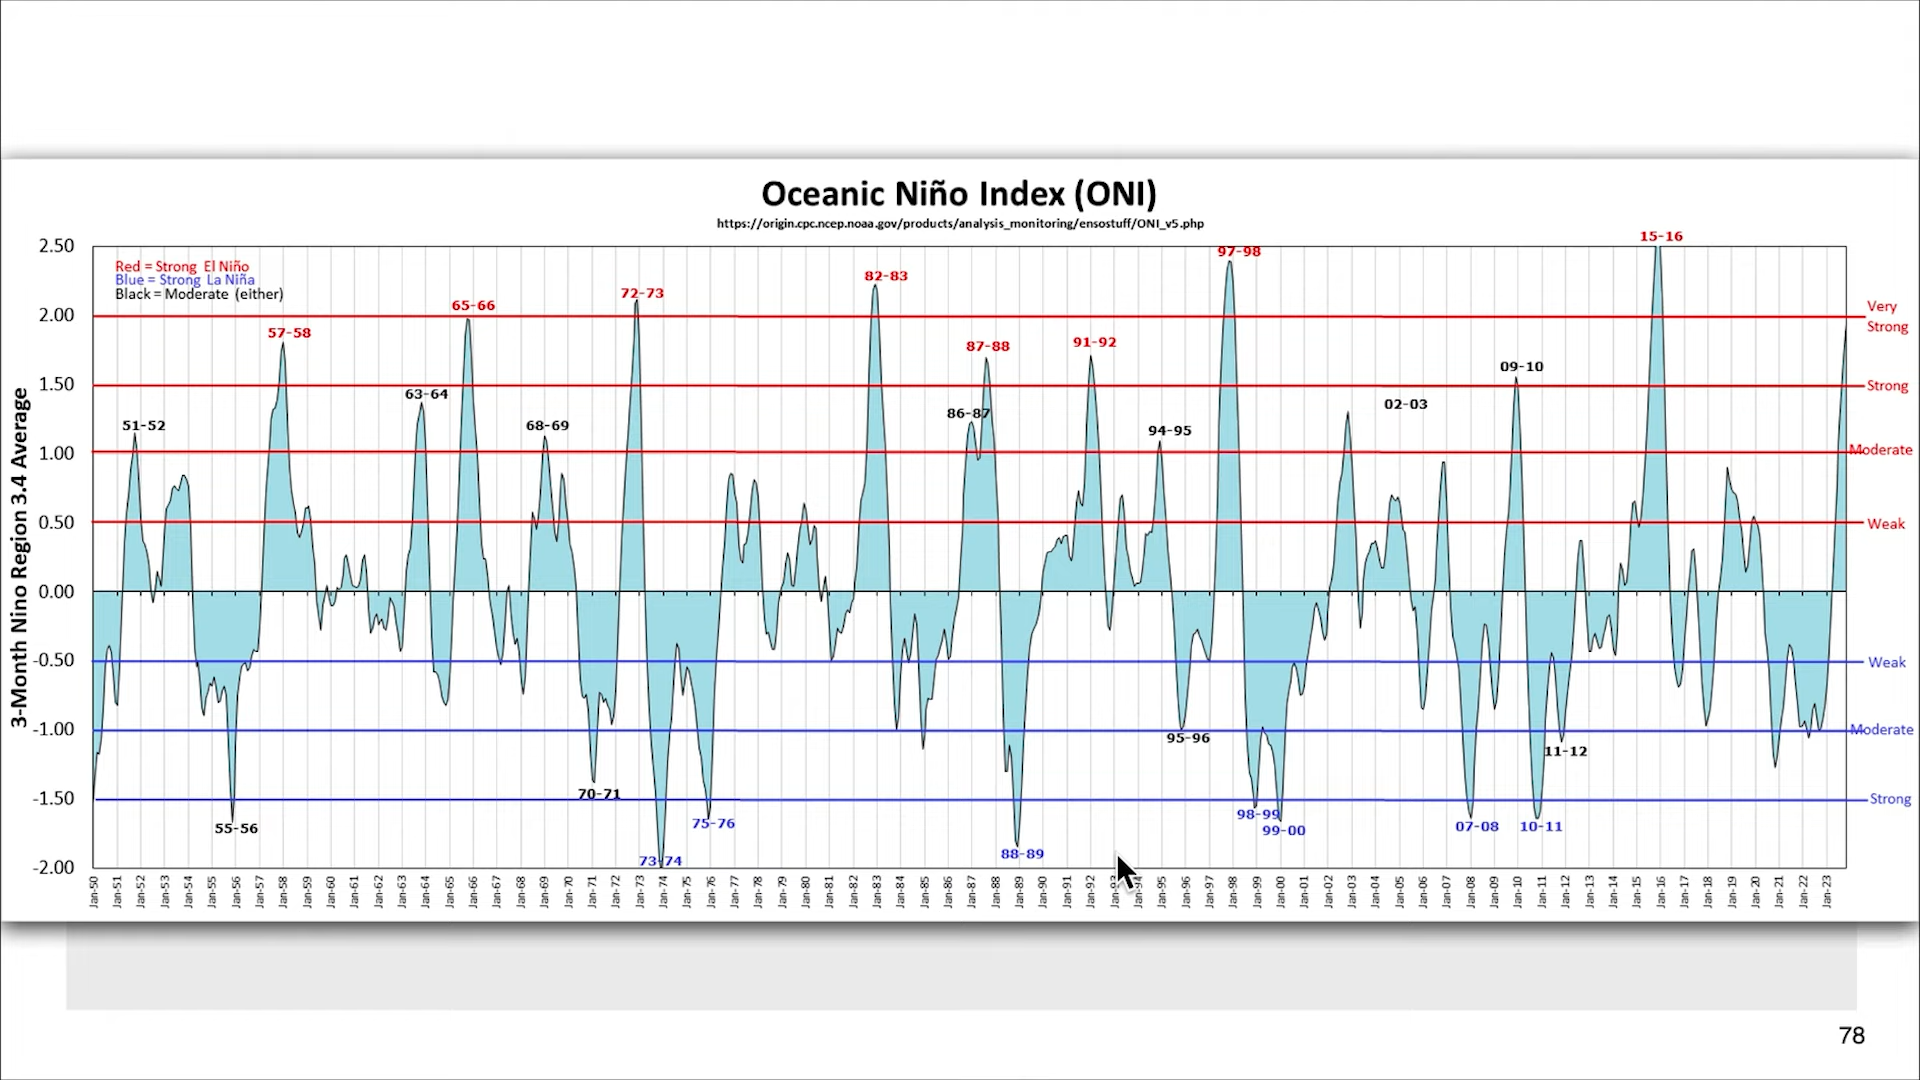 Oceanic Niño Index (ONI)
https://origin.cpc.ncep.noaa.gov/products/analysis_monitoring/ensostuff/ONI_v5.php
3-Month Nino Region 3.4 Average
2.50
2.00
1.50
1.00
0.50
0.00
-0.50
-1.00
-1.50
-2.00
Red = Strong El Niño
Blue = Strong La Niña
Black = Moderate (either)
51-52
55-56
57-58
63-64
65-66
68-69
70-71
72-73
73-74
75-76
82-83
86-87
87-88
88-89
91-92
94-95
95-96
97-98
98-99
99-00
02-03
07-08
09-10
10-11
11-12
15-16
Very
Strong
Strong
Moderate
Weak
Weak
Moderate
Strong
Jan-50
Jan-51
Jan-52
Jan-53
Jan-54
Jan-55
Jan-56
Jan-57
Jan-58
Jan-59
Jan-60
Jan-61
Jan-62
Jan-63
Jan-64
Jan-65
Jan-66
Jan-67
Jan-68
Jan-69
Jan-70
Jan-71
Jan-72
Jan-73
Jan-74
Jan-75
Jan-76
Jan-77
Jan-78
Jan-79
Jan-80
Jan-81
Jan-82
Jan-83
Jan-84
Jan-85
Jan-86
Jan-87
Jan-88
Jan-89
Jan-90
Jan-91
Jan-92
Jan-95
Jan-96
Jan-97
Jan-98
Jan-99
Jan-00
Jan-01
Jan-02
Jan-03
Jan-04
Jan-05
Jan-06
Jan-07
Jan-08
Jan-09
Jan-10
Jan-11
Jan-12
Jan-13
Jan-14
Jan-15
Jan-16
Jan-17
Jan-18
Jan-19
Jan-20
Jan-21
Jan-22
Jan-23
78